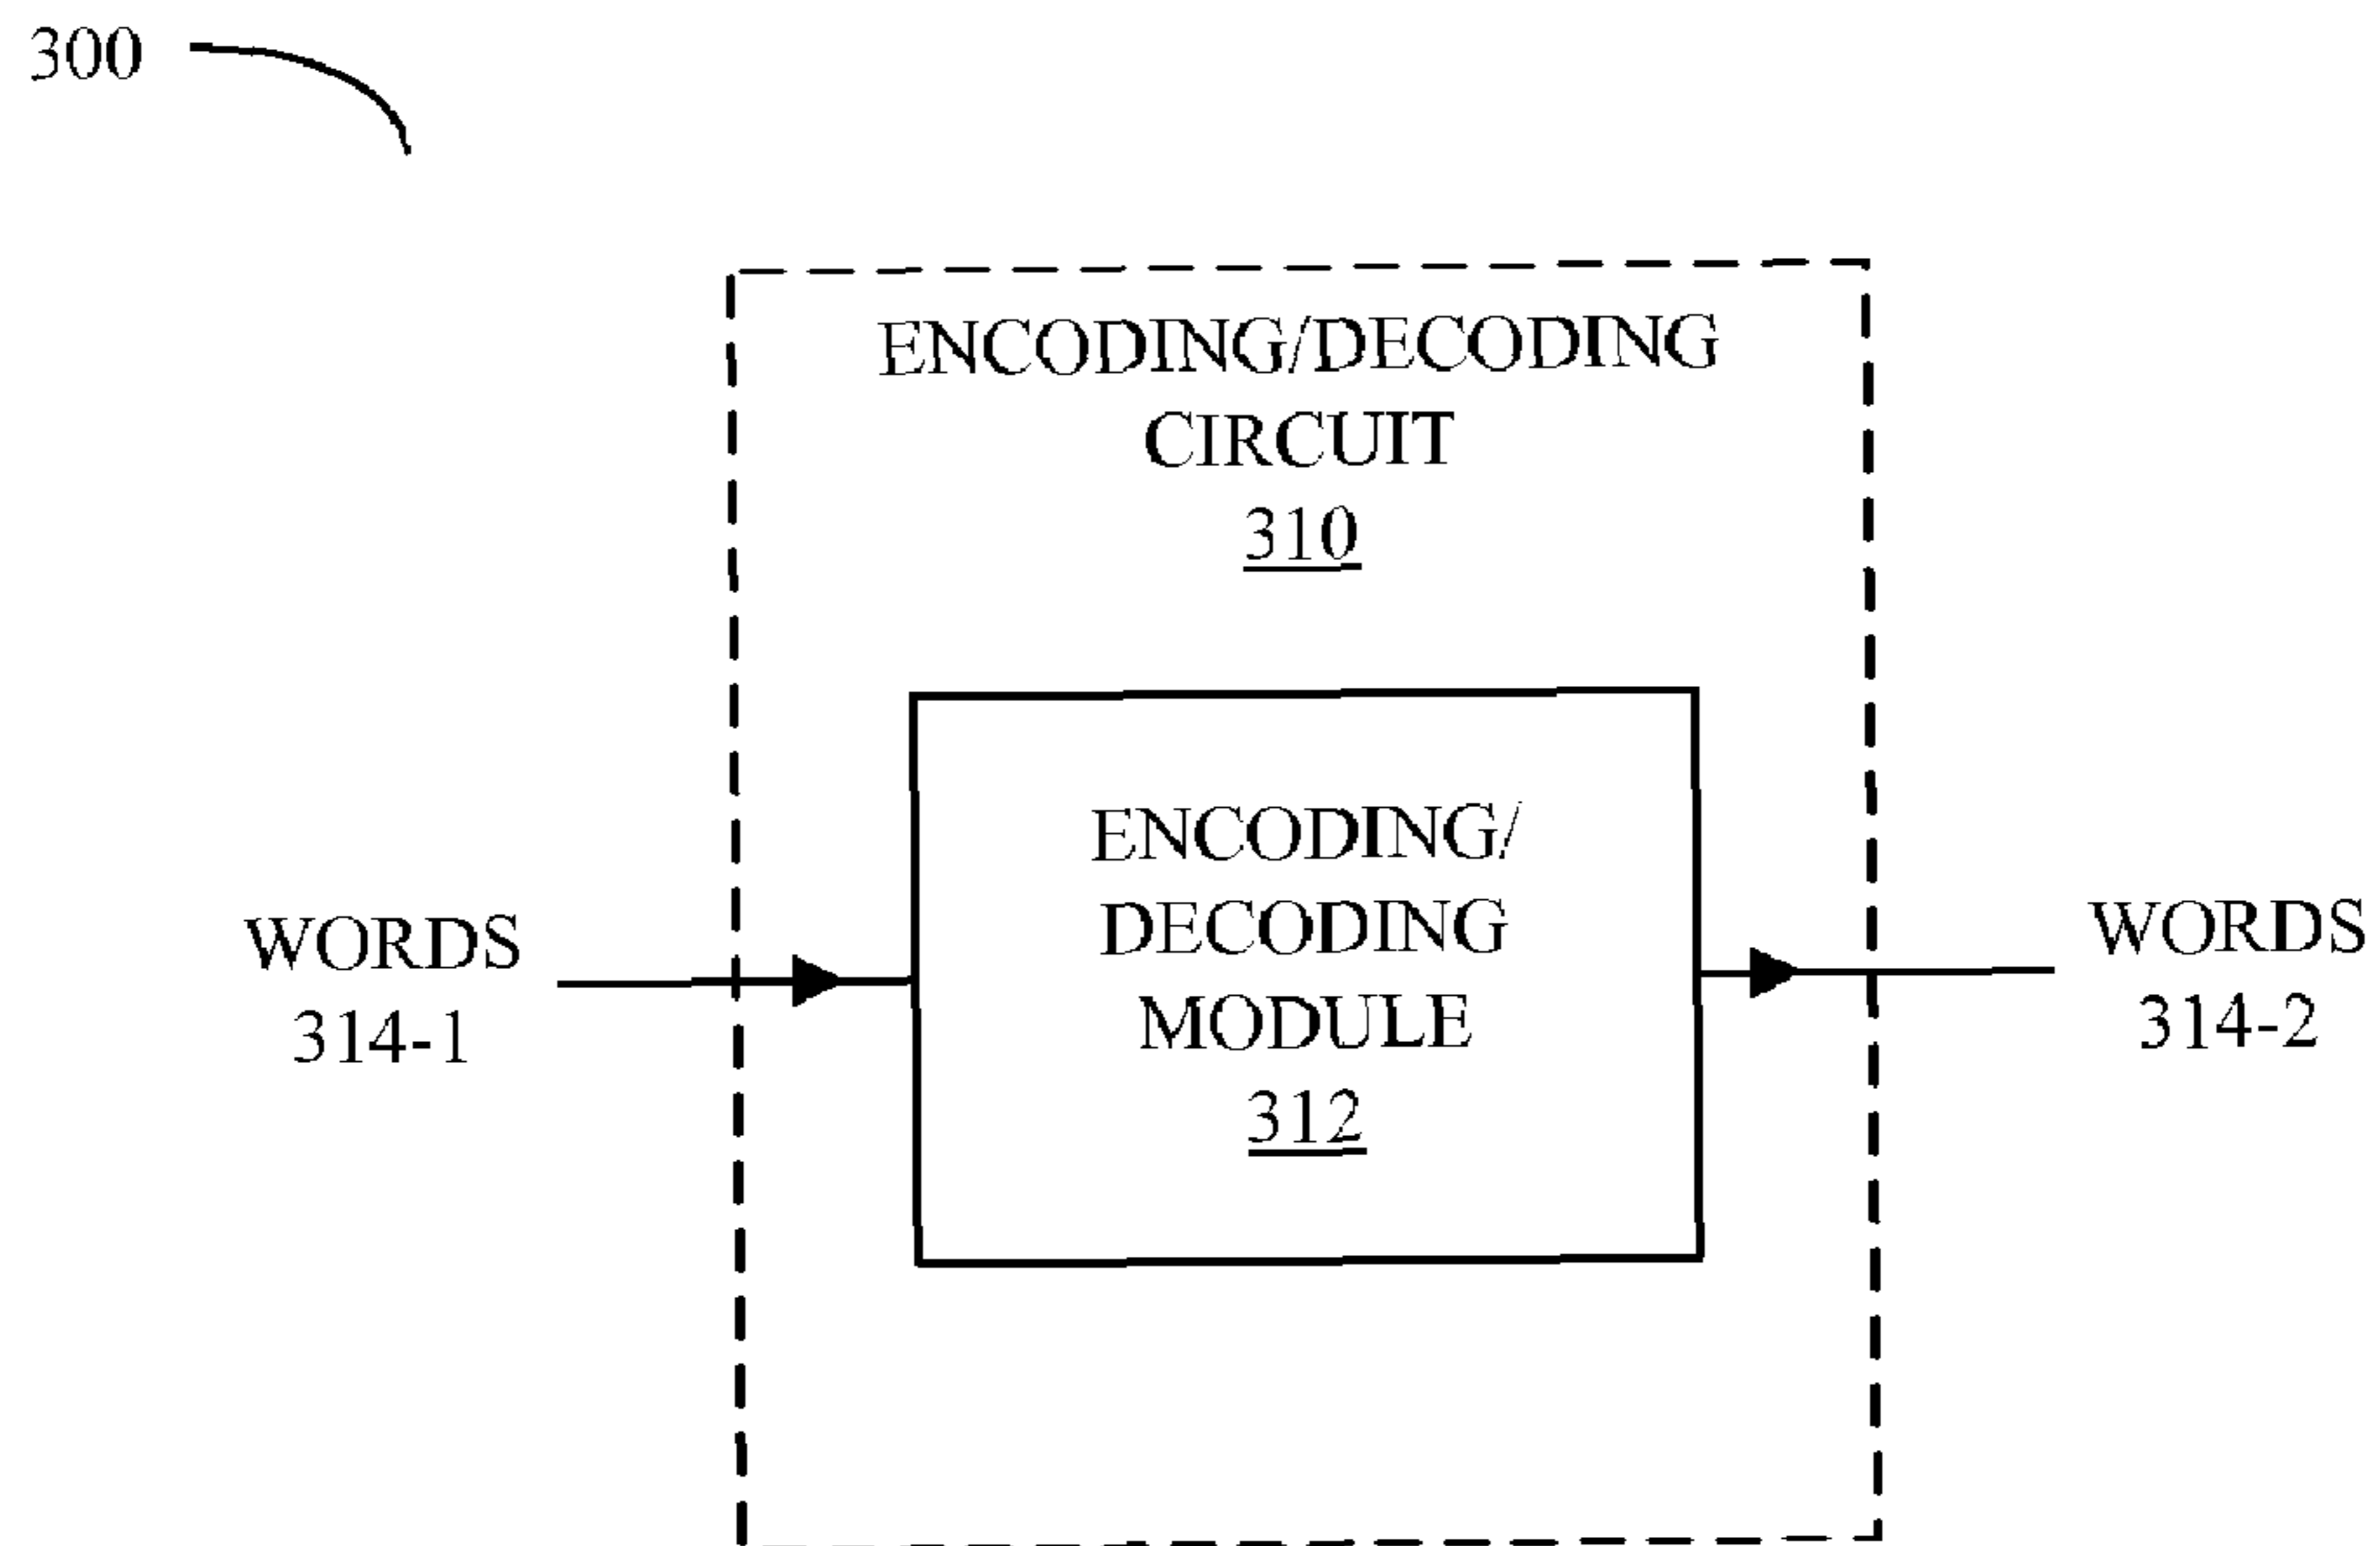 300
ENCODING/DECODING
CIRCUIT
310
ENCODING/
DECODING
MODULE
312
WORDS
314-1
WORDS
314-2